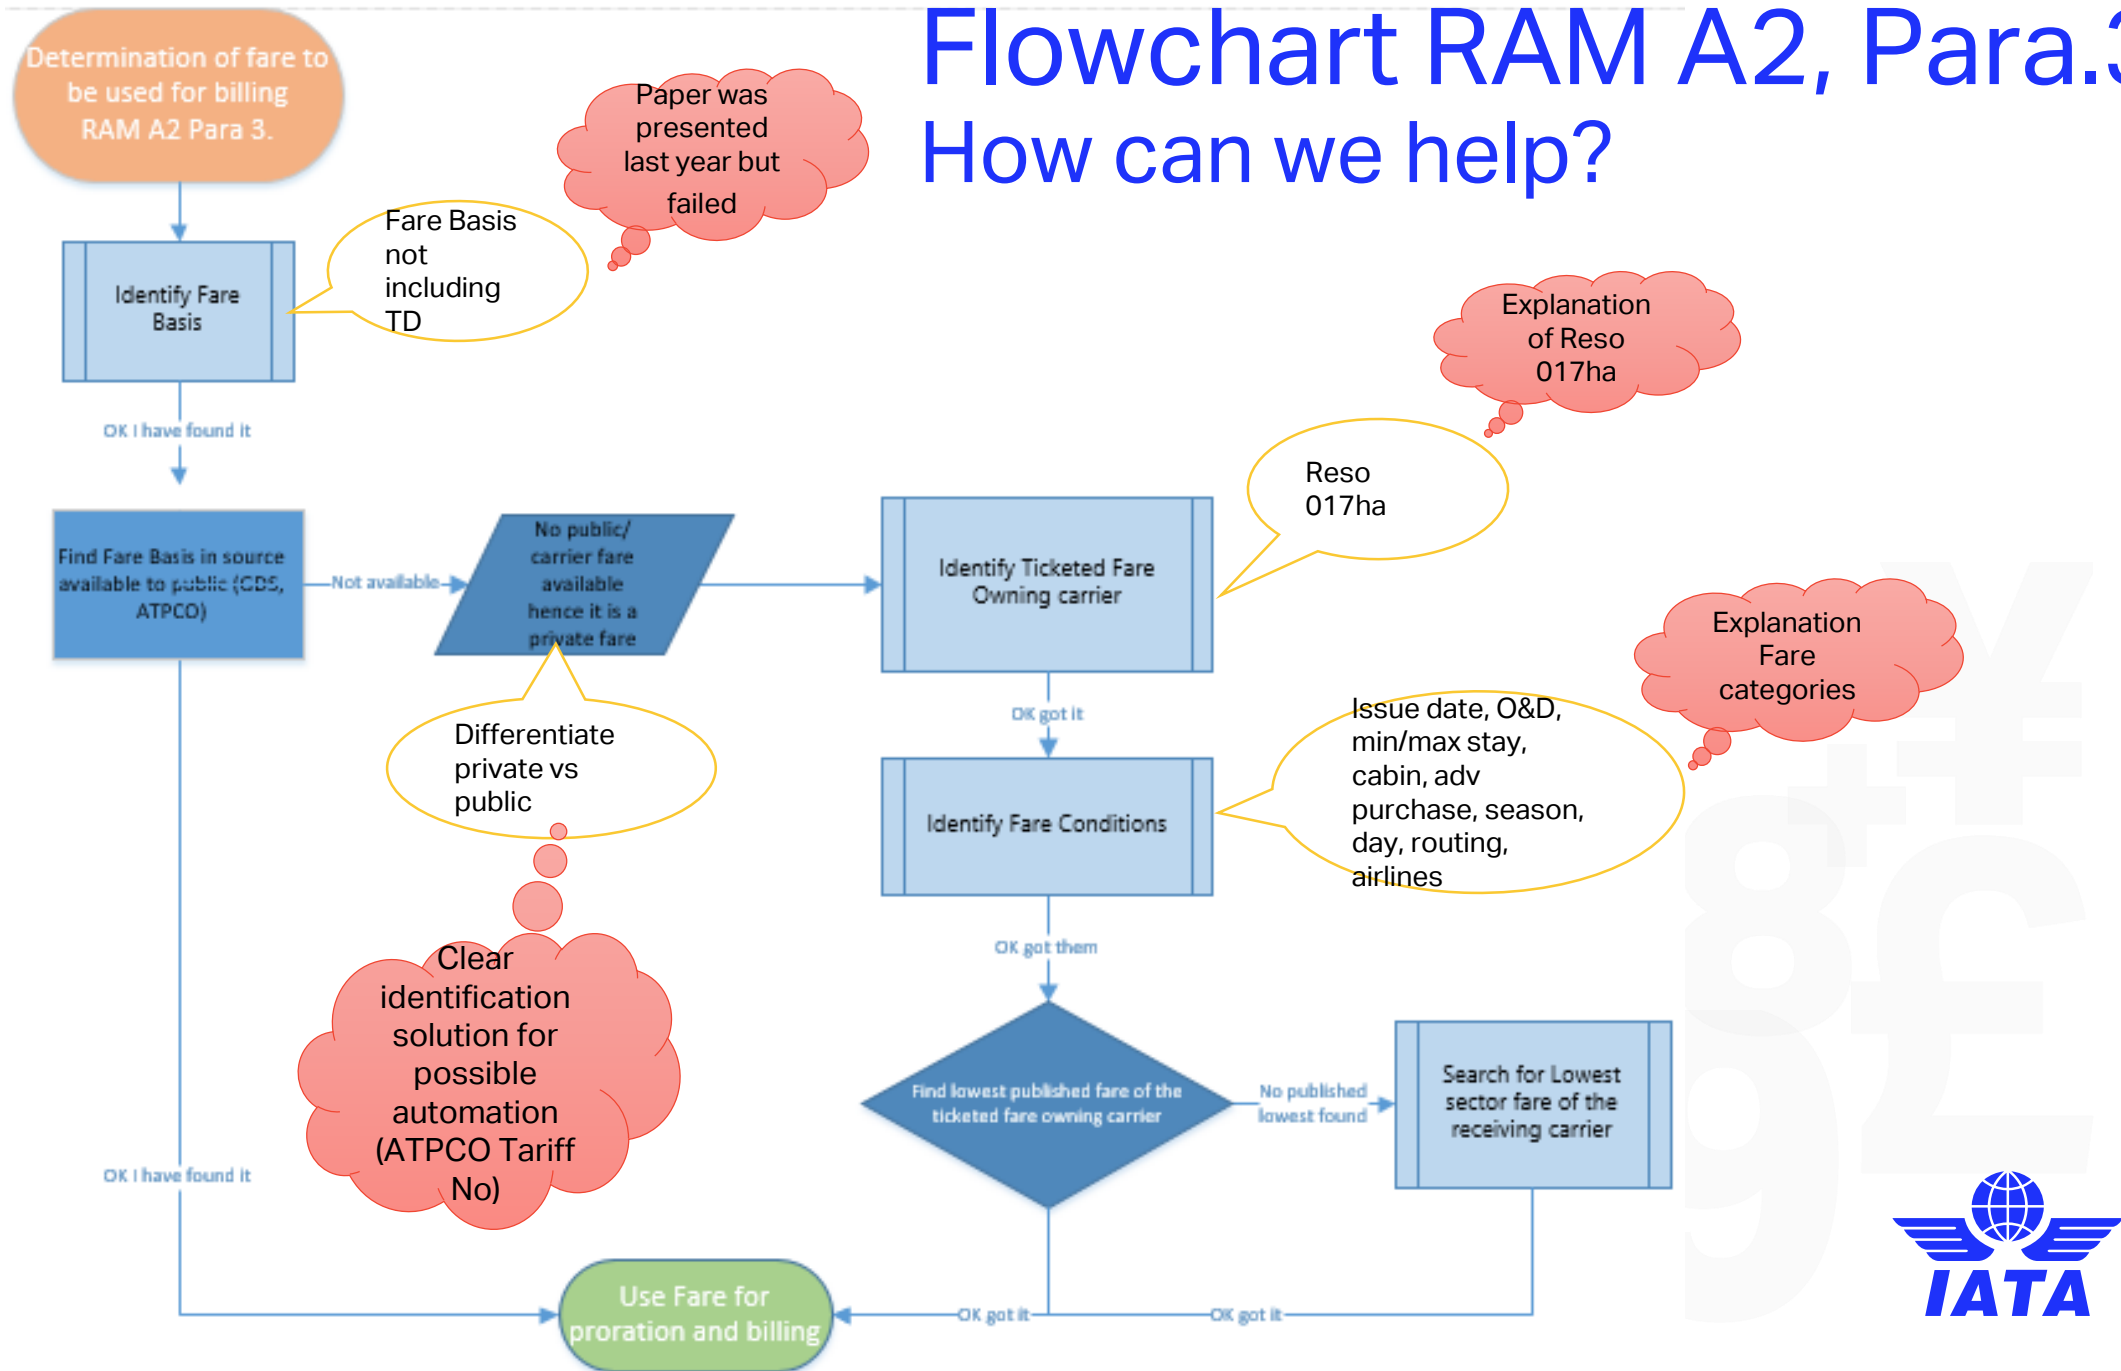 Flowchart RAM A2, Para.3
How can we help?
Determination of fare to
be used for billing
RAM A2 Para 3.
Paper was
presented
last year but
failed
Fare Basis
not
including
TD
Identify Fare
Basis
OK I have found it
Explanation
of Reso
017ha
Reso
017ha
Find Fare Basis in source
available to public (GDS,
ATPCO)
Not available
No public/
carrier fare
available
hence it is a
private fare
Identify Ticketed Fare
Owning carrier
Explanation
Fare
categories
OK got it
Differentiate
private vs
public
Issue date, O&D,
min/max stay,
cabin, adv
purchase, season,
day, routing,
airlines
Identify Fare Conditions
OK got them
Clear
identification
solution for
possible
automation
(ATPCO Tariff
No)
Find lowest published fare of the
ticketed fare owning carrier
No published
lowest found
Search for Lowest
sector fare of the
receiving carrier
OK I have found it
Use Fare for
proration and billing
OK got it
OK got it
IATA